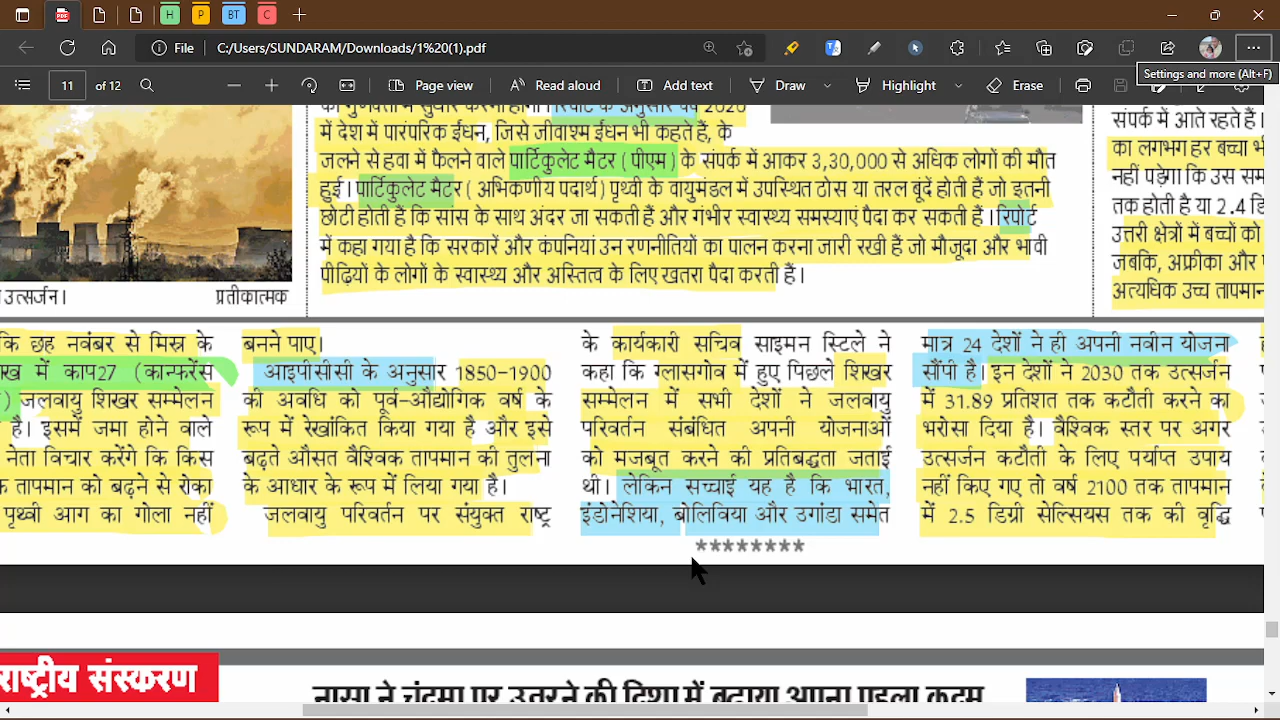 H
P
BT
C
File
C:/Users/SUNDARAM/Downloads/1%20(1).pdf
Settings and more (Alt+F)
11 of 12
Page view
Read aloud
Add text
Draw
Highlight
Erase
में देश में पारंपरिक ईंधन, जिसे जीवाश्म ईंधन भी कहते हैं, के
जलने से हवा में फैलने वाले पार्टिकुलेट मैटर ( पीएम ) के संपर्क में आकर 3,30,000 से अधिक लोगों की मौत
हुई। पार्टिकुलेट मैटर ( अभिकणीय पदार्थ) पृथ्वी के वायुमंडल में उपस्थित ठोस या तरल बूंदें होती हैं जो इतनी
छोटी होती हैं कि सांस के साथ अंदर जा सकती हैं और गंभीर स्वास्थ्य समस्याएं पैदा कर सकती हैं । रिपोर्ट
में कहा गया है कि सरकारें और कंपनियां उन रणनीतियों का पालन करना जारी रखी हैं जो मौजूदा और भावी
पीढ़ियों के लोगों के स्वास्थ्य और अस्तित्व के लिए खतरा पैदा करती हैं।
उत्सर्जन।
प्रतीकात्मक
संपर्क में आते रहते हैं।
का लगभग हर बच्चा भ
नहीं पड़ेगा कि उस सम
तक होती है या 2.4 डि
उत्तरी क्षेत्रों में बच्चों को
जबकि, अफ्रीका और
अत्यधिक उच्च तापमान
कि छह नवंबर से मिस्र के
ख में काप27 (कान्फरेंस
) जलवायु शिखर सम्मेलन
है। इसमें जमा होने वाले
नेता विचार करेंगे कि किस
क तापमान को बढ़ने से रोका
पृथ्वी आग का गोला नहीं
बनने पाए।
आइपीसीसी के अनुसार 1850-1900
की अवधि को पूर्व-औद्योगिक वर्ष के
रूप में रेखांकित किया गया है और इसे
बढ़ते औसत वैश्विक तापमान की तुलना
के आधार के रूप में लिया गया है।
जलवायु परिवर्तन पर संयुक्त राष्ट्र
के कार्यकारी सचिव साइमन स्टिले ने
कहा कि ग्लासगोव में हुए पिछले शिखर
सम्मेलन में सभी देशों ने जलवायु
परिवर्तन संबंधित अपनी योजनाओं
को मजबूत करने की प्रतिबद्धता जताई
थी। लेकिन सच्चाई यह है कि भारत,
इंडोनेशिया, बोलिविया और उगांडा समेत
मात्र 24 देशों ने ही अपनी नवीन योजना
सौंपी है। इन देशों ने 2030 तक उत्सर्जन
में 31.89 प्रतिशत तक कटौती करने का
भरोसा दिया है। वैश्विक स्तर पर अगर
उत्सर्जन कटौती के लिए पर्याप्त उपाय
नहीं किए गए तो वर्ष 2100 तक तापमान
में 2.5 डिग्री सेल्सियस तक की वृद्धि
********
राष्ट्रीय संस्करण
नासा ने चंद्रमा पर उतरने की दिशा में बढ़ाया अपना पहला कदम